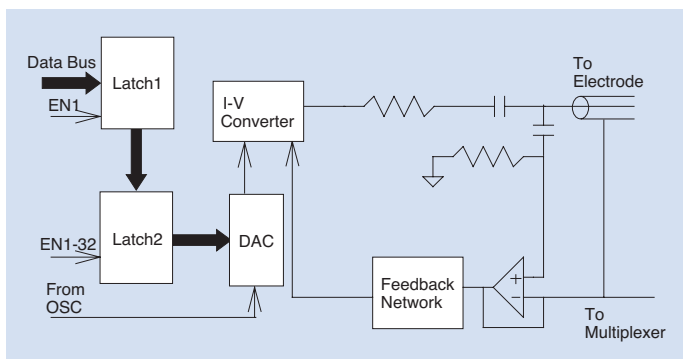 Data Bus
EN1
Latch1
I-V
Converter
To
Electrode
EN1-32
Latch2
DAC
From
OSC
Feedback
Network
+
−
To
Multiplexer